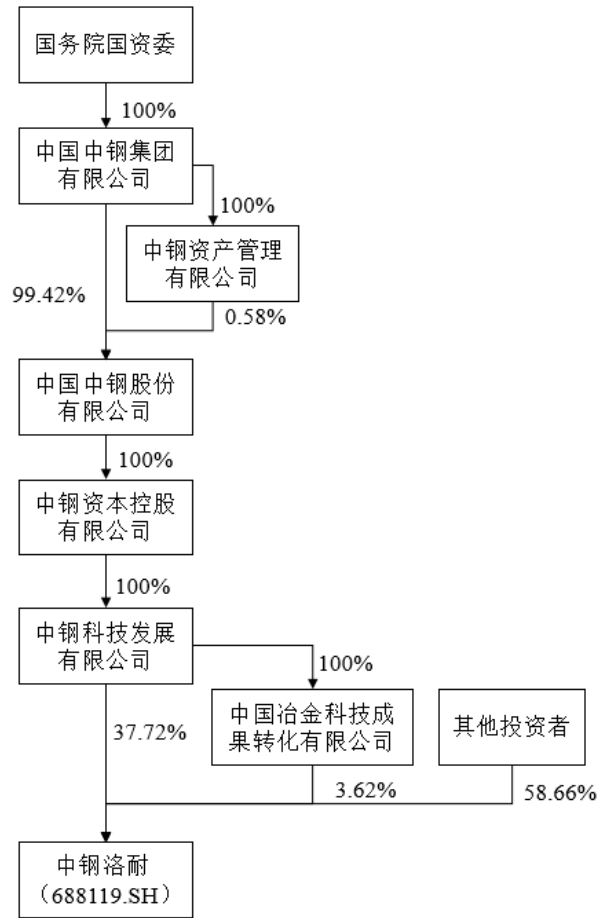 国务院国资委
100%
中国中钢集团
有限公司
100%
中钢资产管理
有限公司
99.42%
0.58%
中国中钢股份
有限公司
100%
中钢资本控股
有限公司
100%
中钢科技发展
有限公司
100%
37.72%
中国冶金科技成
果转化有限公司
其他投资者
3.62%
58.66%
中钢洛耐
（688119.SH）